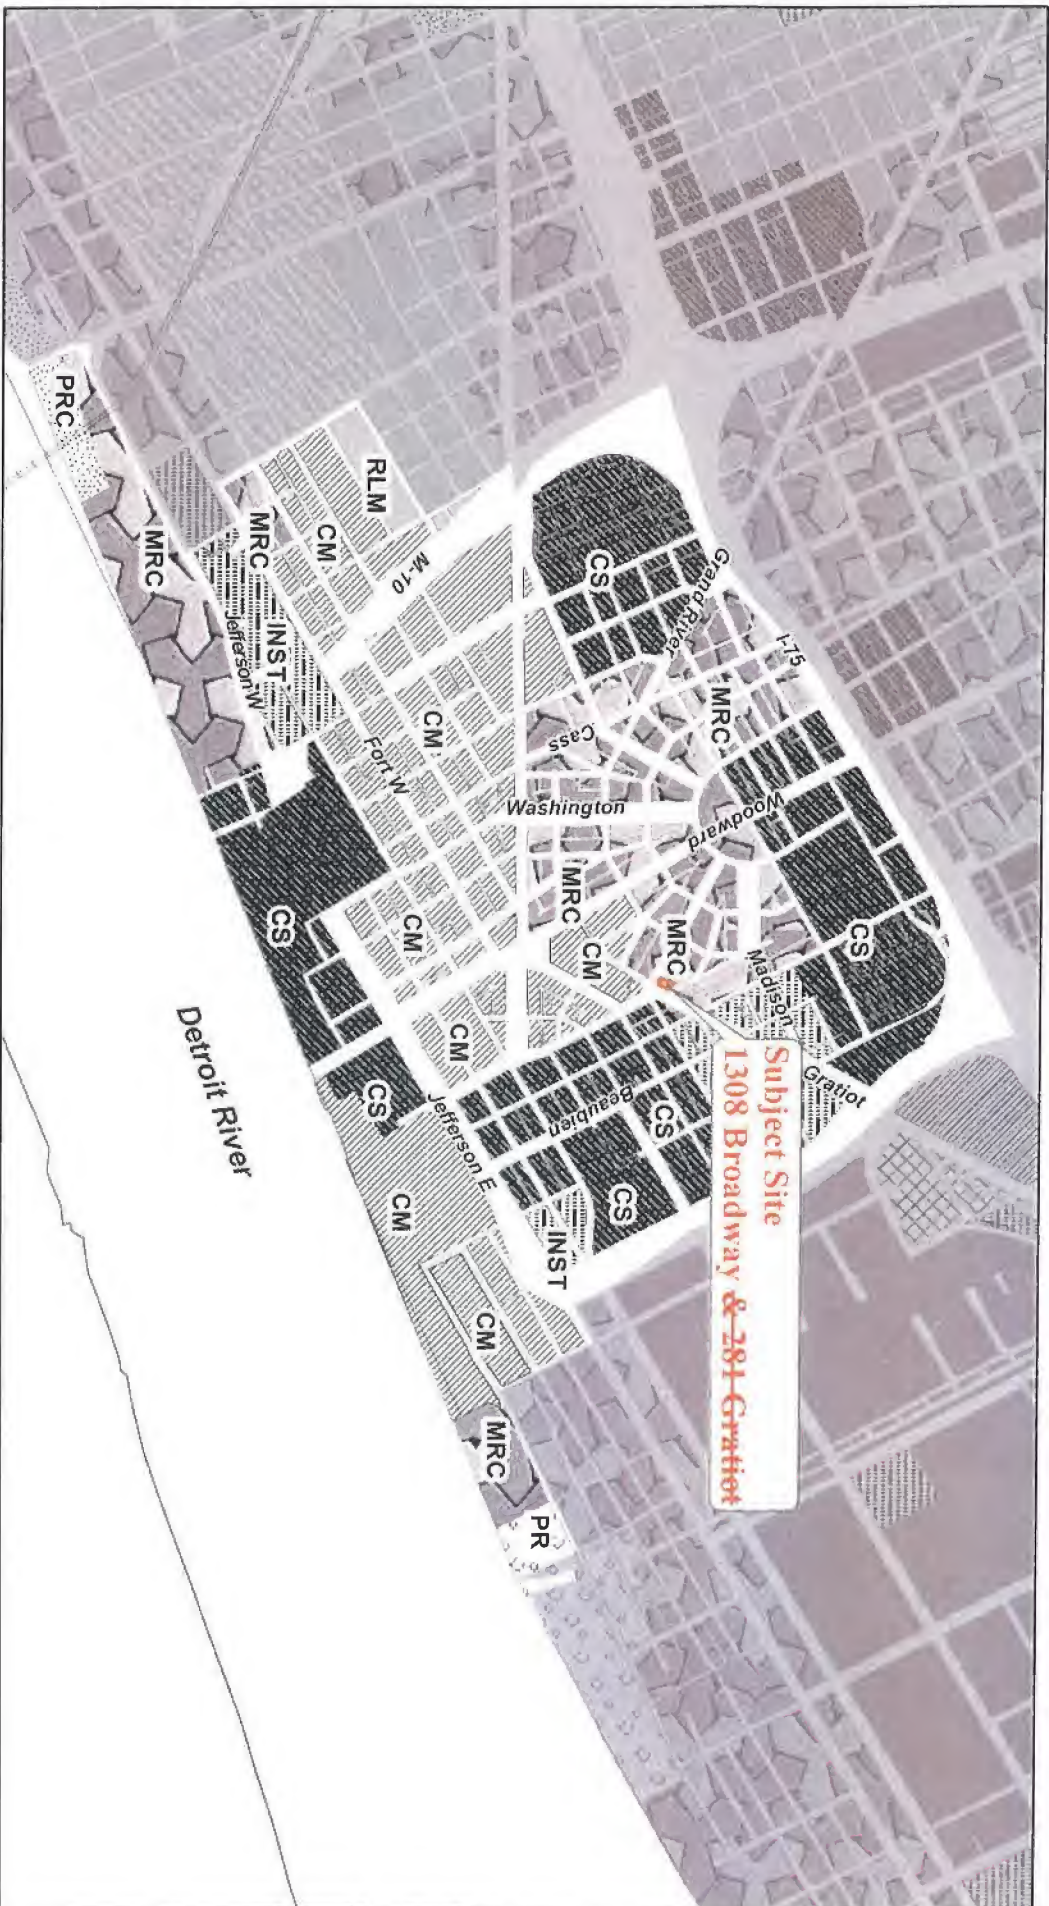 Subject Site
1308 Broadway & 281 Gratiot
I-75
Grand River
CS
MRC
Woodward
CS
Madison
Gratiot
Cass
Washington
MRC
MRC
CM
M-10
RLM
CM
CM
Fort W
MRC
INST
Jefferson W
MRC
PRC
CM
CS
CM
CS
Jefferson E
Beaubien
CS
CS
INST
CM
CM
MRC
PR
Detroit River